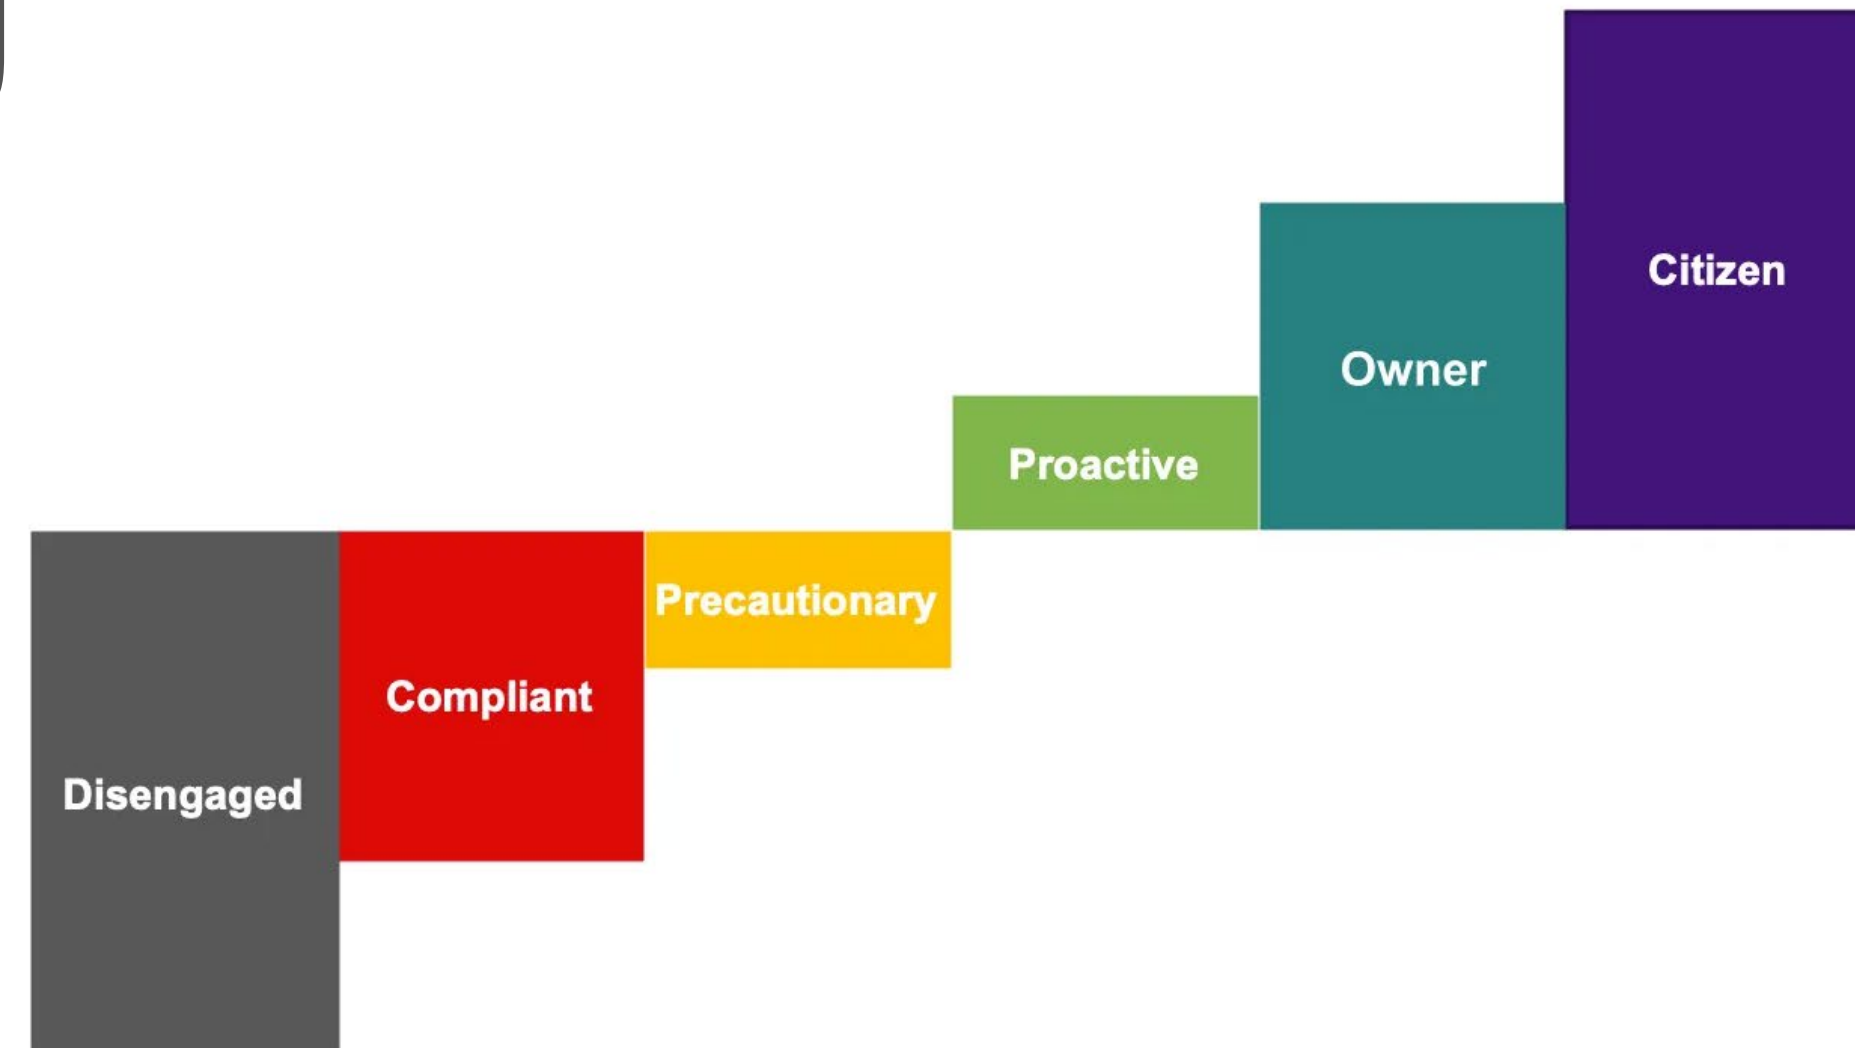 Disengaged
Compliant
Precautionary
Proactive
Owner
Citizen